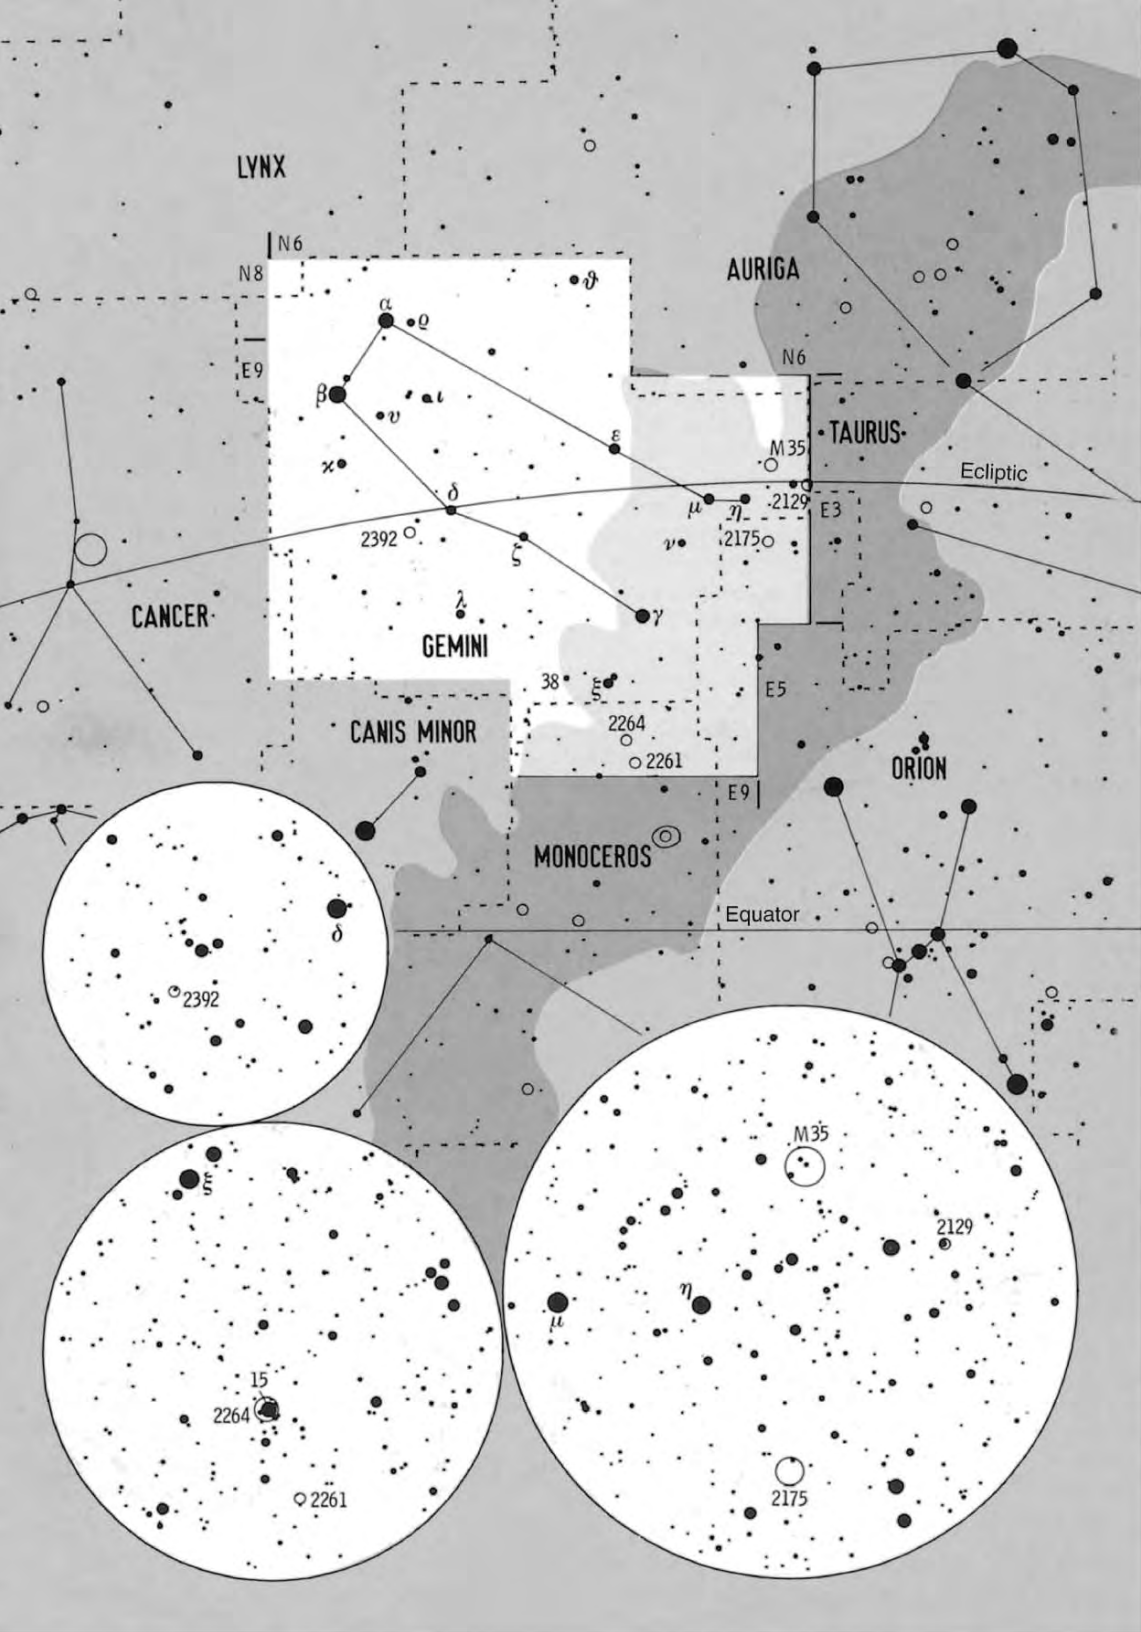 LYNX
N6
N8
AURIGA
ϑ
α
ϱ
N6
E9
β
ι
υ
ε
TAURUS
M35
ϰ
Ecliptic
δ
μ
η
2129
E3
2392
ζ
ν
2175
λ
γ
CANCER
GEMINI
38
ξ
E5
2264
CANIS MINOR
2261
ORION
E9
MONOCEROS
Equator
δ
2392
M35
ξ
2129
η
μ
15
2264
2261
2175